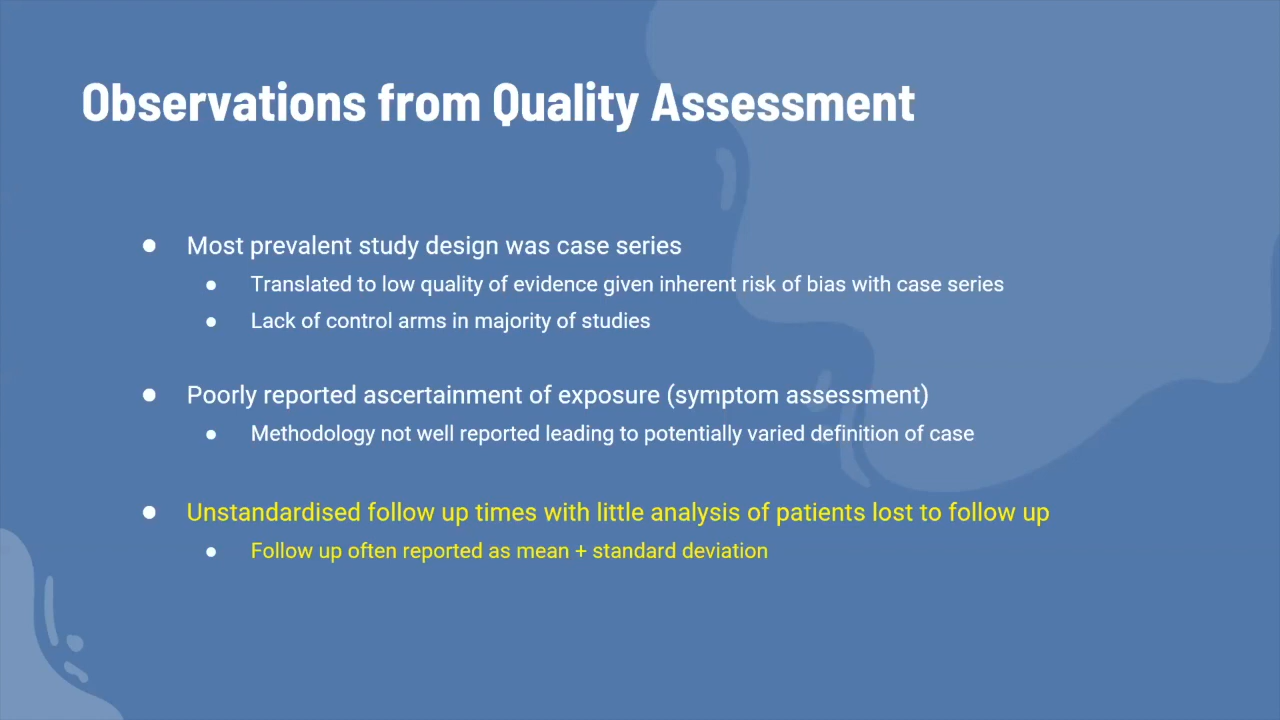 Observations from Quality Assessment
● Most prevalent study design was case series
● Translated to low quality of evidence given inherent risk of bias with case series
● Lack of control arms in majority of studies
● Poorly reported ascertainment of exposure (symptom assessment)
● Methodology not well reported leading to potentially varied definition of case
● Unstandardised follow up times with little analysis of patients lost to follow up
● Follow up often reported as mean + standard deviation